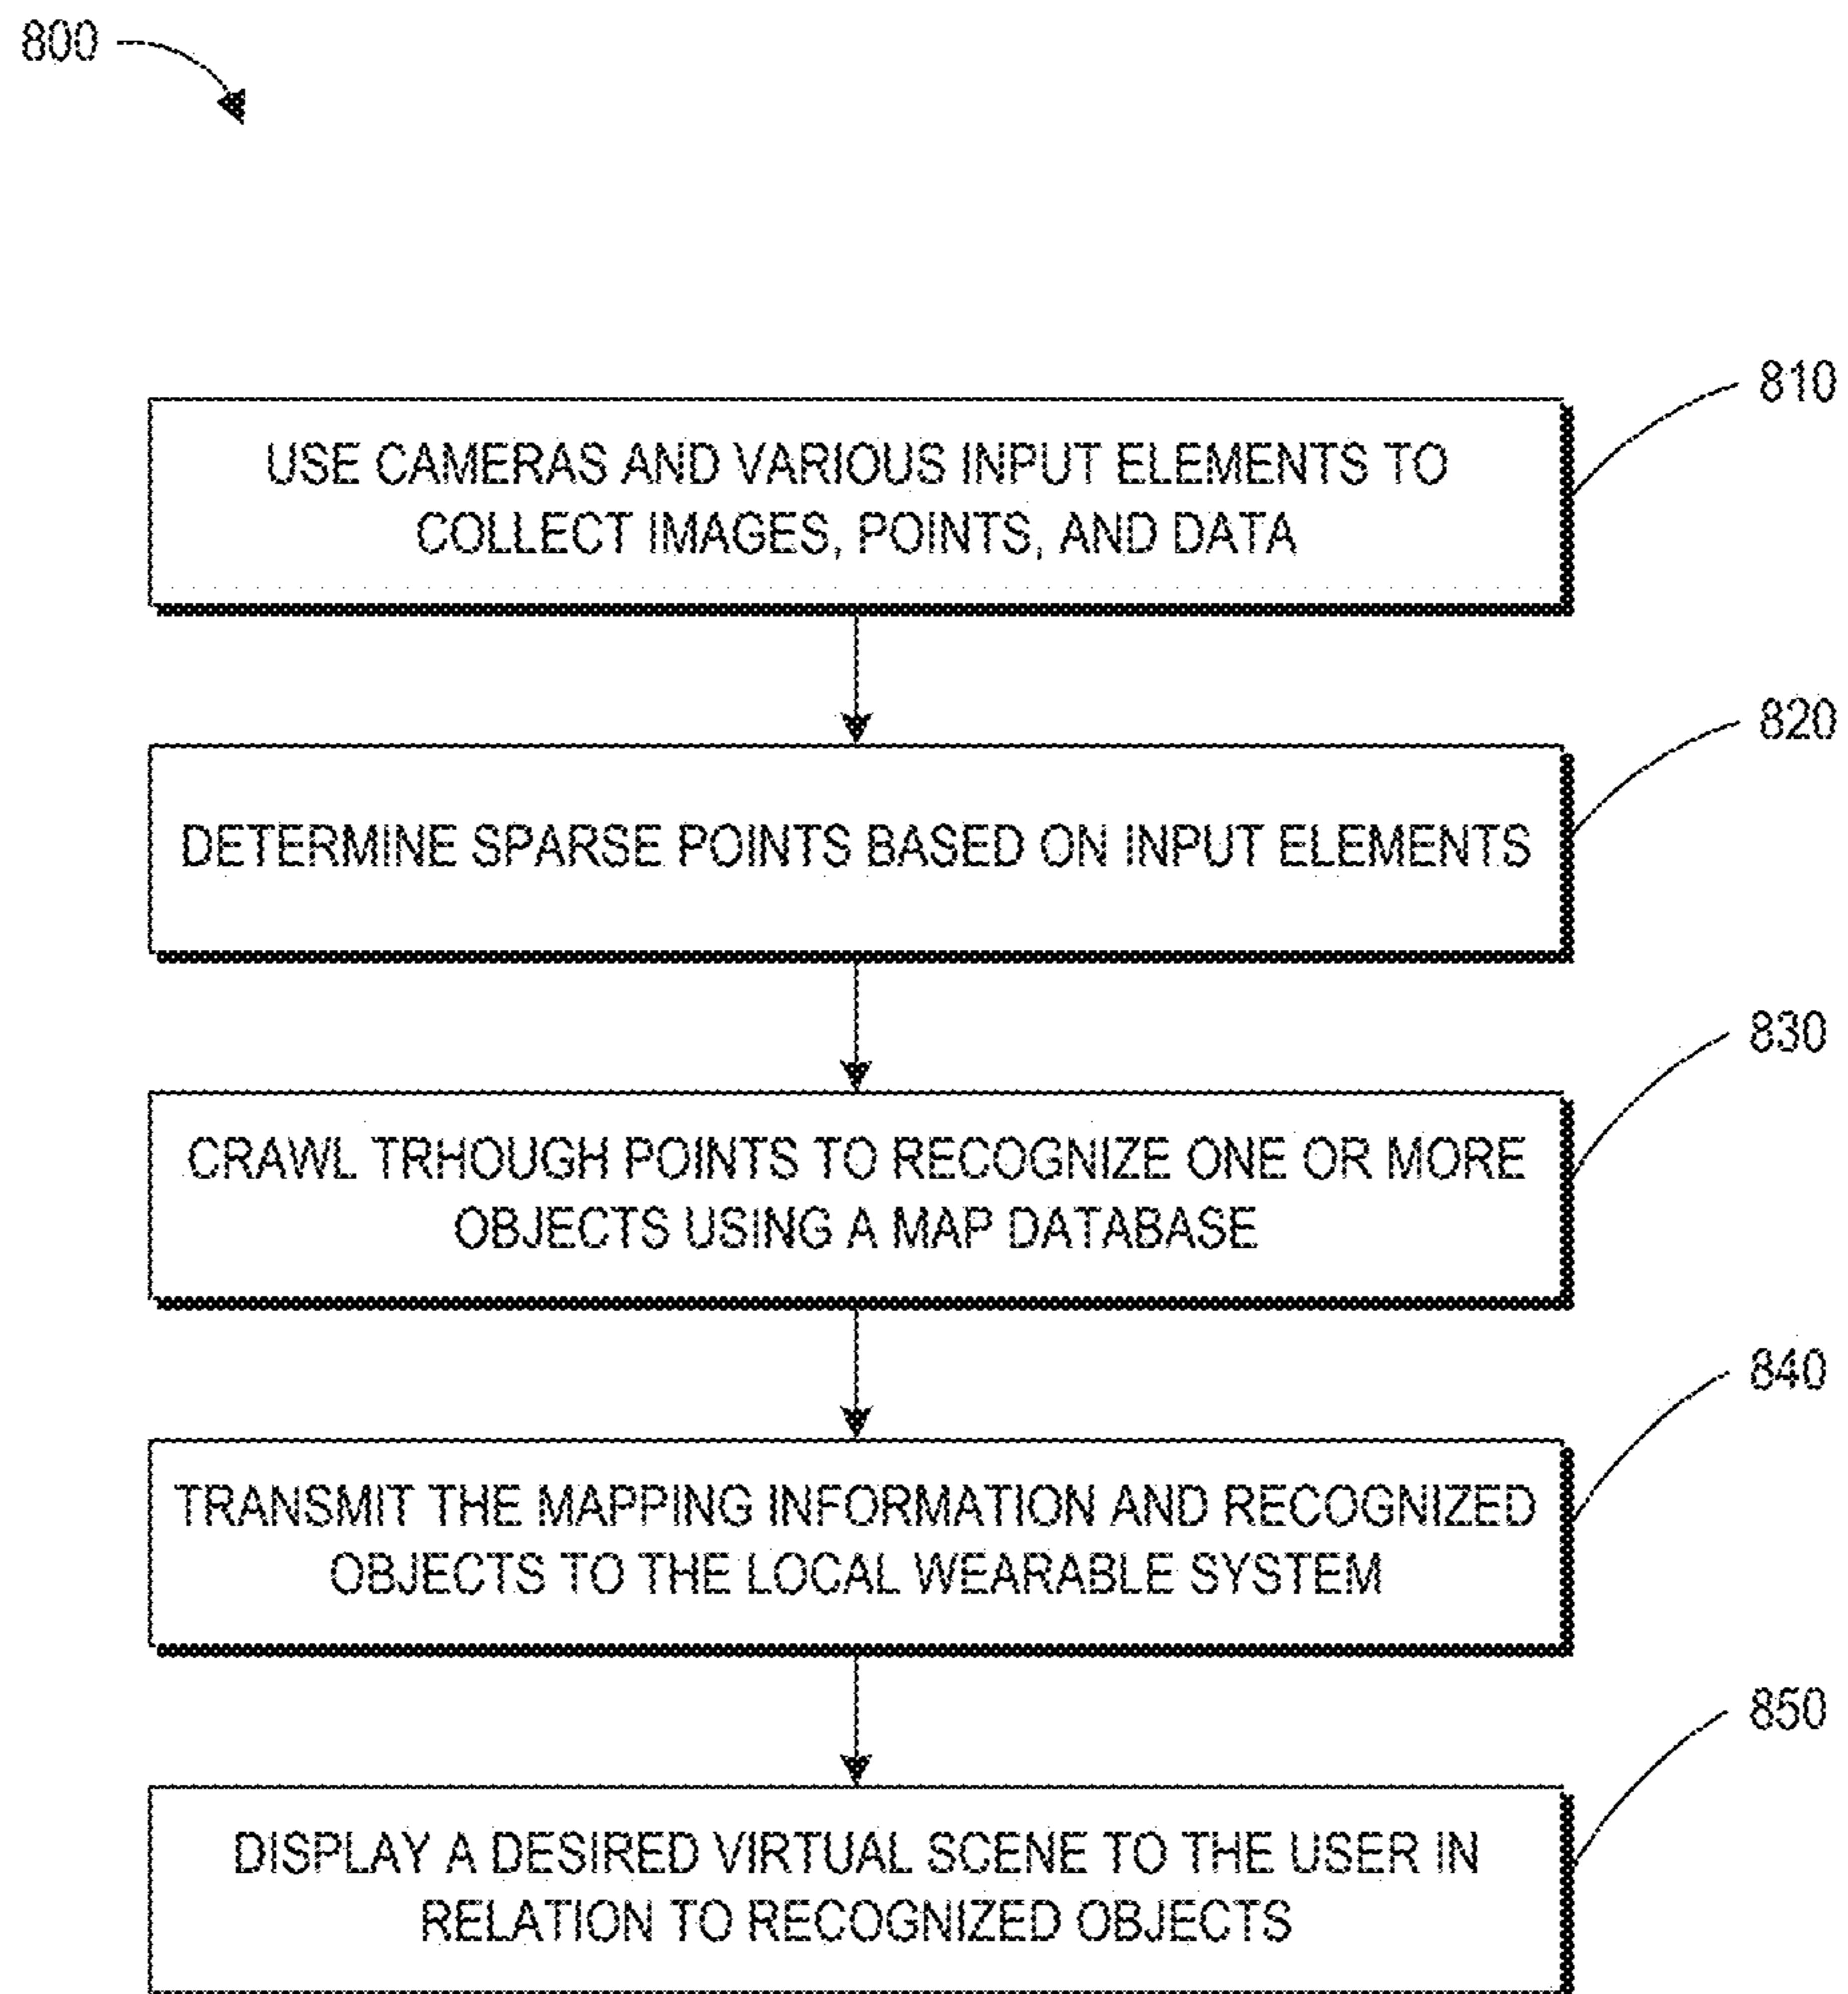 800
810
USE CAMERAS AND VARIOUS INPUT ELEMENTS TO
COLLECT IMAGES, POINTS, AND DATA
820
DETERMINE SPARSE POINTS BASED ON INPUT ELEMENTS
830
CRAWL TRHOUGH POINTS TO RECOGNIZE ONE OR MORE
OBJECTS USING A MAP DATABASE
840
TRANSMIT THE MAPPING INFORMATION AND RECOGNIZED
OBJECTS TO THE LOCAL WEARABLE SYSTEM
850
DISPLAY A DESIRED VIRTUAL SCENE TO THE USER IN
RELATION TO RECOGNIZED OBJECTS